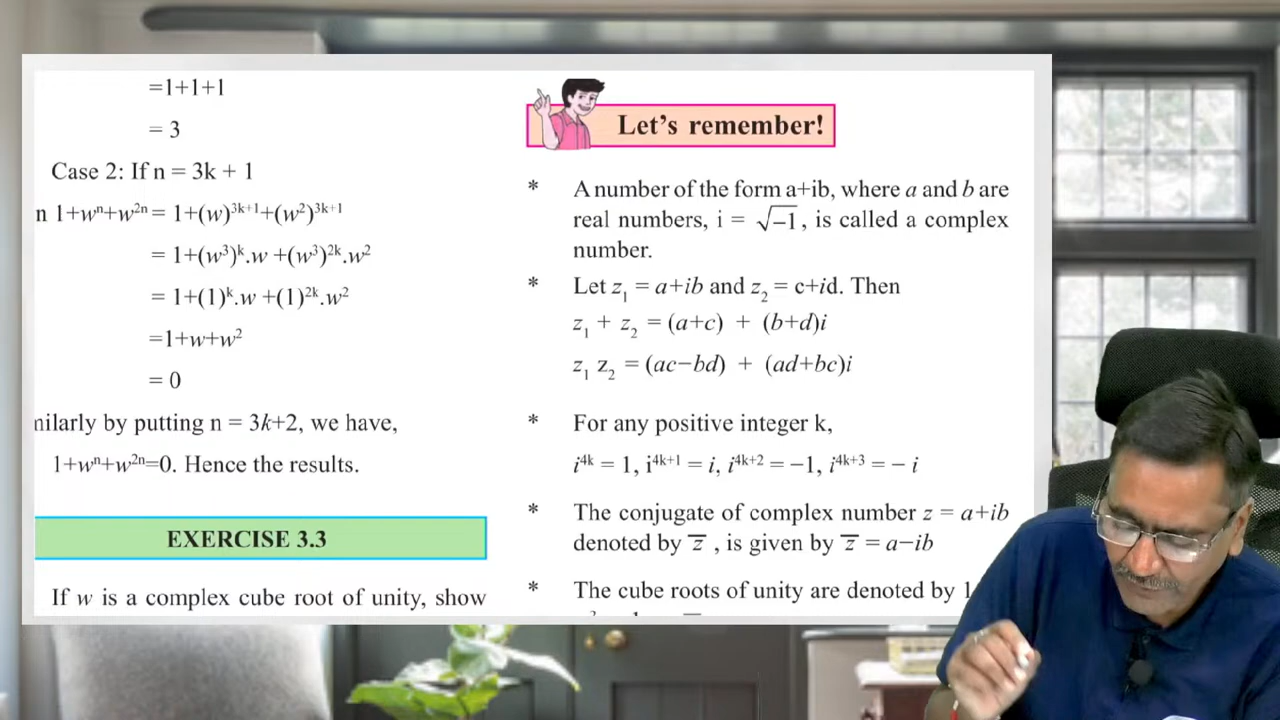 =1+1+1
= 3
Case 2: If n = 3k + 1
n 1+wⁿ+w²ⁿ = 1+(w)³ᵏ⁺¹+(w²)³ᵏ⁺¹
= 1+(w³)ᵏ.w +(w³)²ᵏ.w²
= 1+(1)ᵏ.w +(1)²ᵏ.w²
=1+w+w²
= 0
milarly by putting n = 3k+2, we have,
1+wⁿ+w²ⁿ=0. Hence the results.
EXERCISE 3.3
If w is a complex cube root of unity, show
Let's remember!
* A number of the form a+ib, where a and b are
real numbers, i = √−1, is called a complex
number.
* Let z₁ = a+ib and z₂ = c+id. Then
z₁ + z₂ = (a+c) + (b+d)i
z₁ z₂ = (ac−bd) + (ad+bc)i
* For any positive integer k,
i⁴ᵏ = 1, i⁴ᵏ⁺¹ = i, i⁴ᵏ⁺² = −1, i⁴ᵏ⁺³ = − i
* The conjugate of complex number z = a+ib
denoted by z̅ , is given by z̅ = a−ib
* The cube roots of unity are denoted by 1